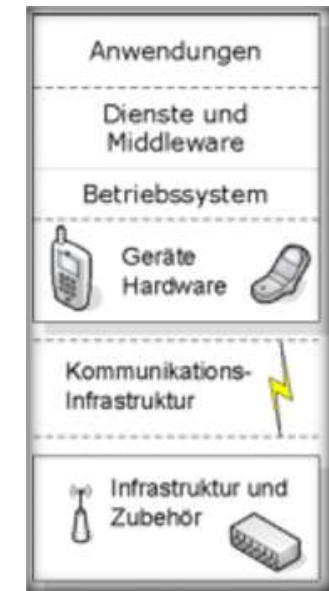 Anwendungen
Dienste und
Middleware
Betriebssystem
Geräte
Hardware
Kommunikations-
Infrastruktur
Infrastruktur und
Zubehör